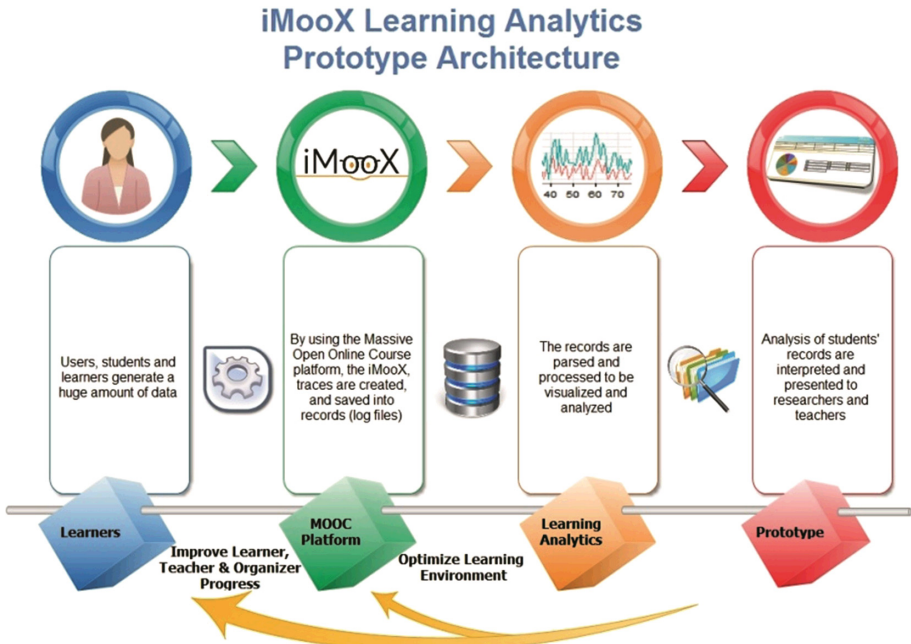 iMooX Learning Analytics
Prototype Architecture
iMooX
40 50 60 70
Users, students and
learners generate a
huge amount of data
By using the Massive
Open Online Course
platform, the iMooX,
traces are created,
and saved into
records (log files)
The records are
parsed and
processed to be
visualized and
analyzed
Analysis of students'
records are
interpreted and
presented to
researchers and
teachers
Learners
MOOC
Platform
Learning
Analytics
Prototype
Improve Learner,
Teacher & Organizer
Progress
Optimize Learning
Environment